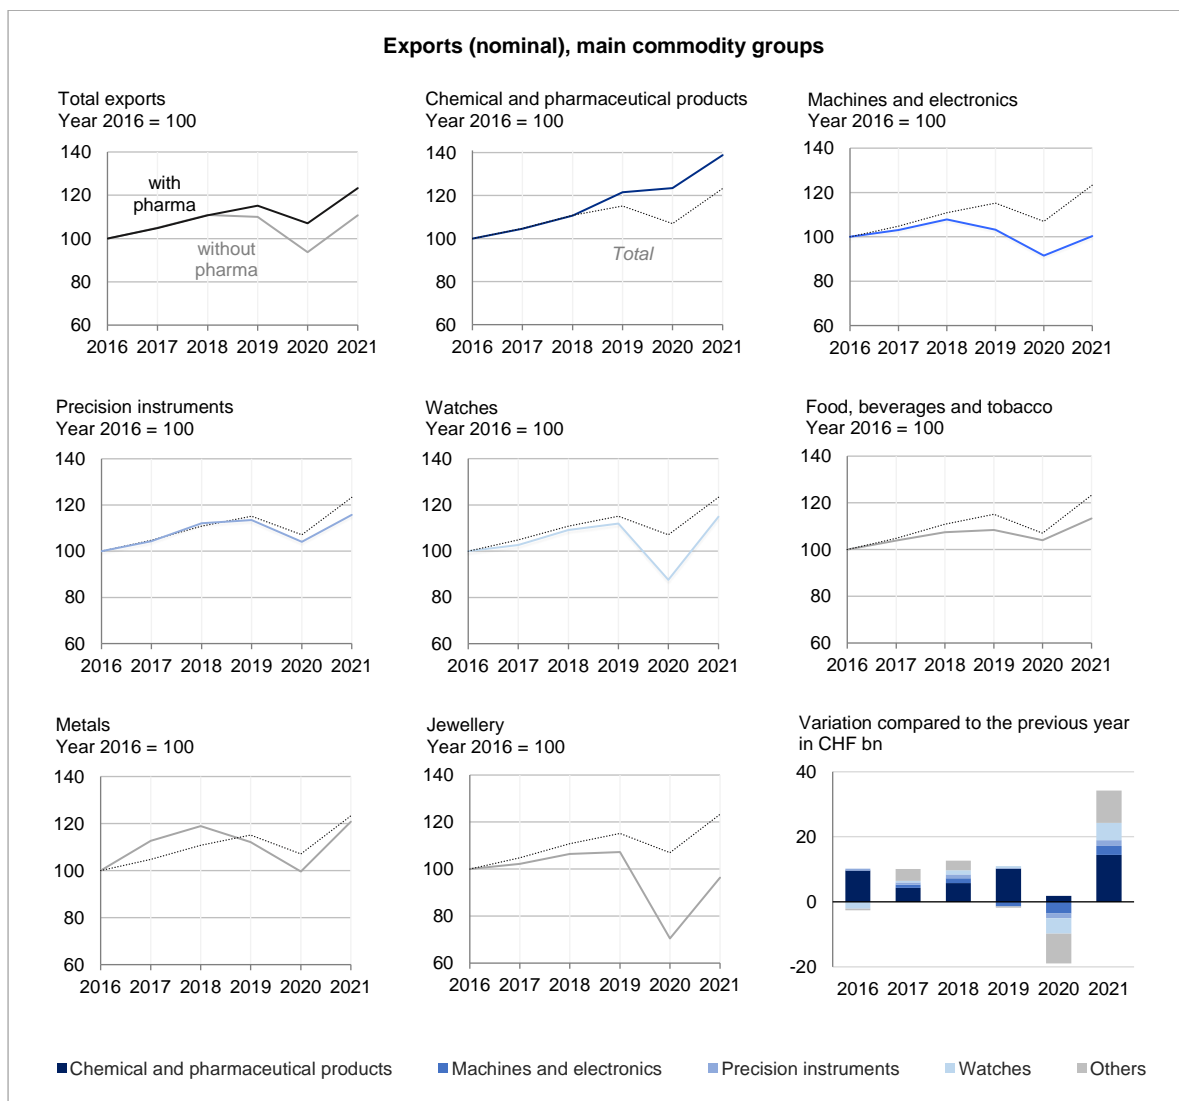 Exports (nominal), main commodity groups
Total exports
Year 2016 = 100
140
120
100
80
60
with
pharma
without
pharma
2016 2017 2018 2019 2020 2021
Chemical and pharmaceutical products
Year 2016 = 100
140
120
100
80
60
Total
2016 2017 2018 2019 2020 2021
Machines and electronics
Year 2016 = 100
140
120
100
80
60
2016 2017 2018 2019 2020 2021
Precision instruments
Year 2016 = 100
140
120
100
80
60
2016 2017 2018 2019 2020 2021
Watches
Year 2016 = 100
140
120
100
80
60
2016 2017 2018 2019 2020 2021
Food, beverages and tobacco
Year 2016 = 100
140
120
100
80
60
2016 2017 2018 2019 2020 2021
Metals
Year 2016 = 100
140
120
100
80
60
2016 2017 2018 2019 2020 2021
Jewellery
Year 2016 = 100
140
120
100
80
60
2016 2017 2018 2019 2020 2021
Variation compared to the previous year
in CHF bn
40
20
0
-20
2016 2017 2018 2019 2020 2021
Chemical and pharmaceutical products Machines and electronics Precision instruments Watches Others